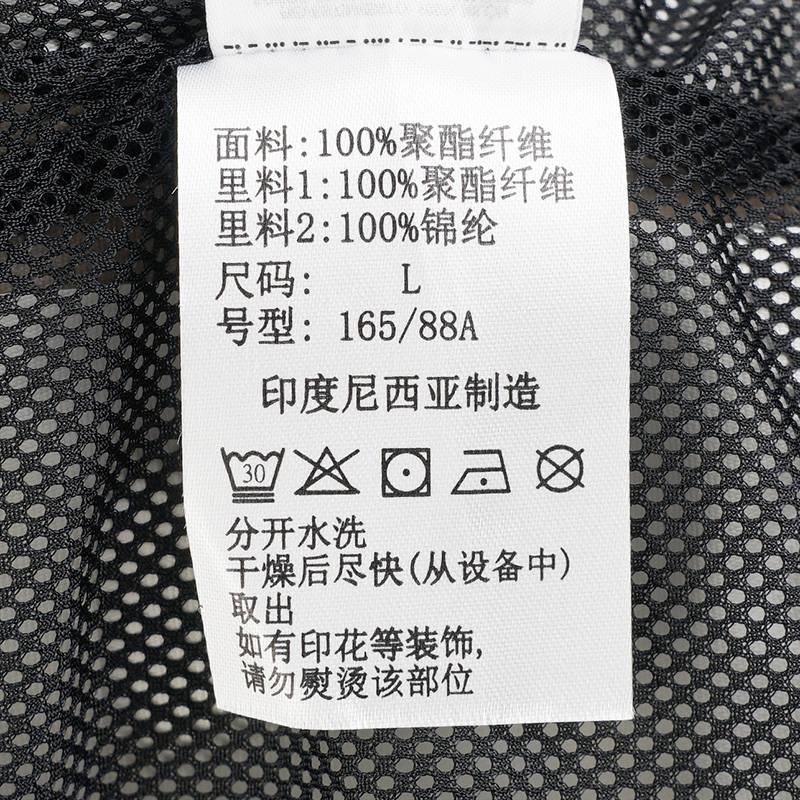 面料:100%聚酯纤维
里料1:100%聚酯纤维
里料2:100%锦纶
尺码: L
号型: 165/88A
印度尼西亚制造
30
分开水洗
干燥后尽快(从设备中)
取出
如有印花等装饰,
请勿熨烫该部位